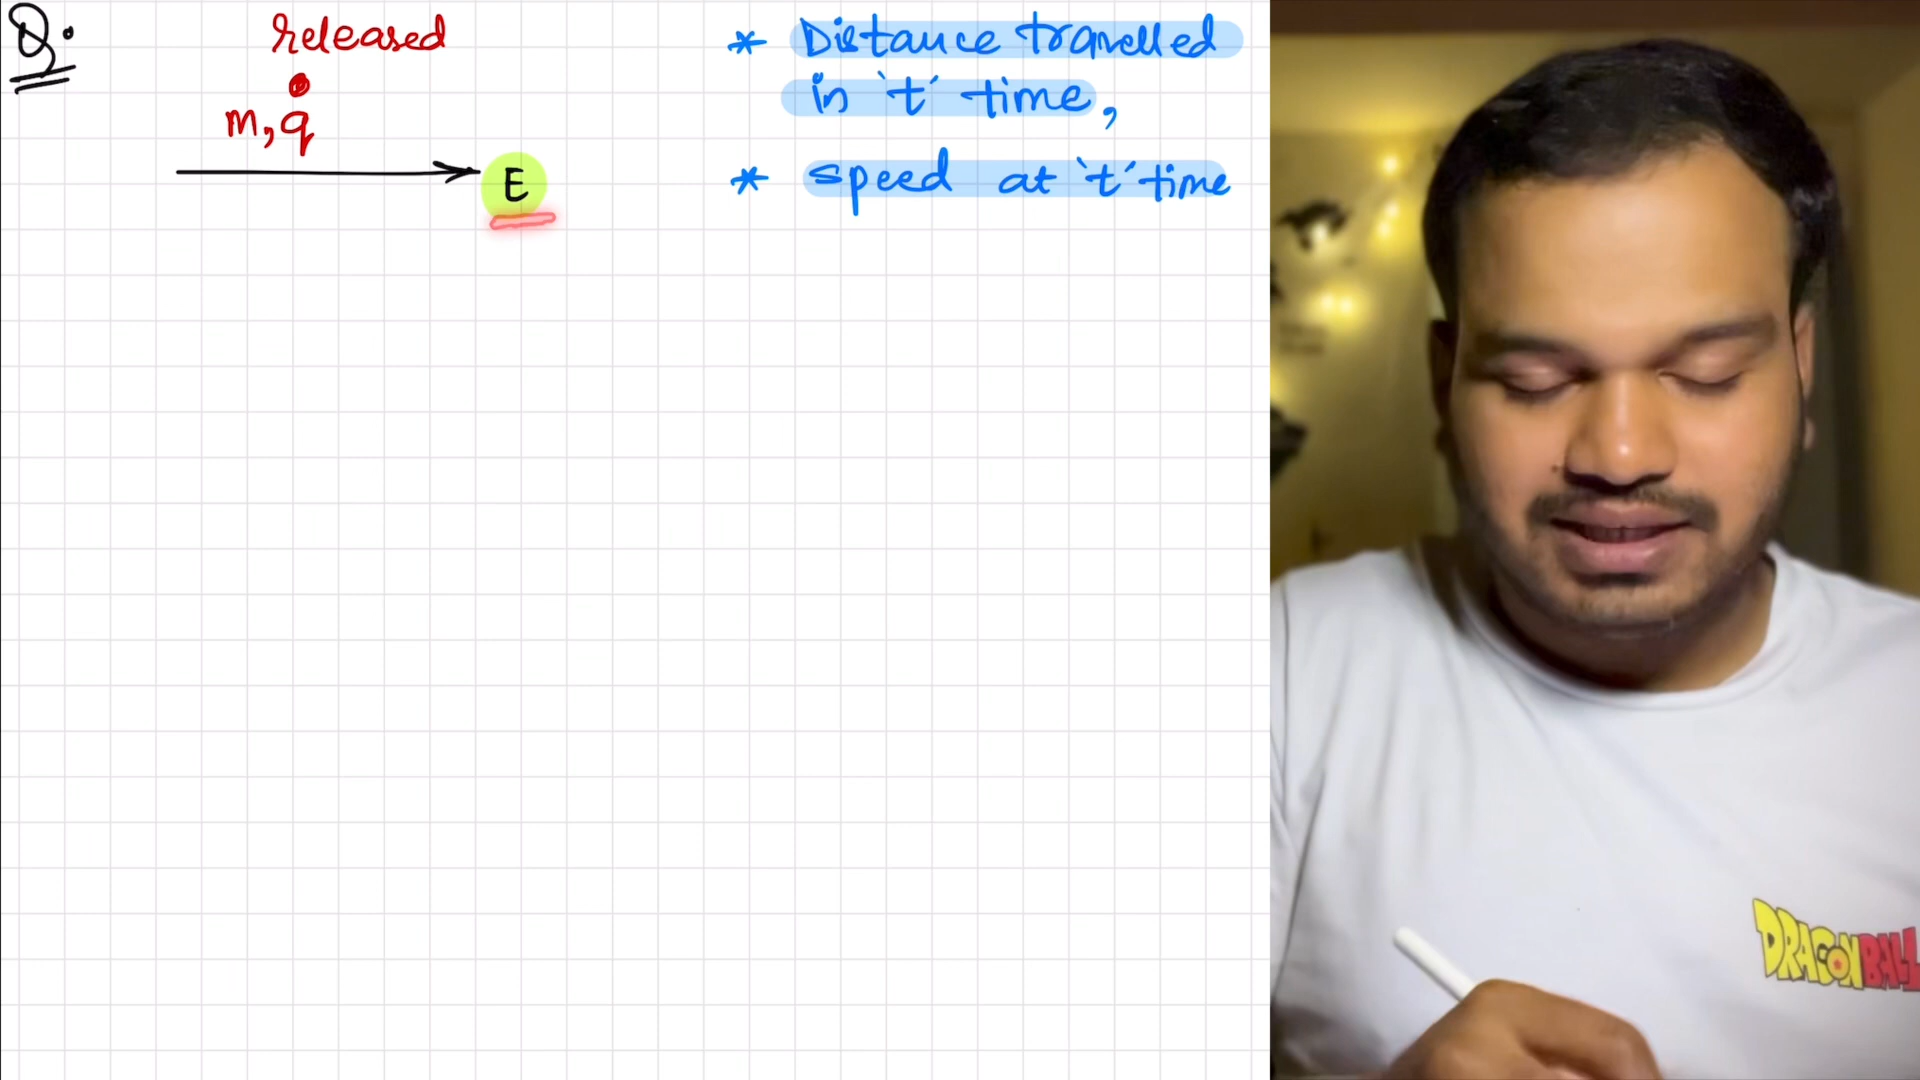 Q.
released
m, q
E
* Distance travelled
in 't' time,
* speed at 't' time
DRAGON BALL